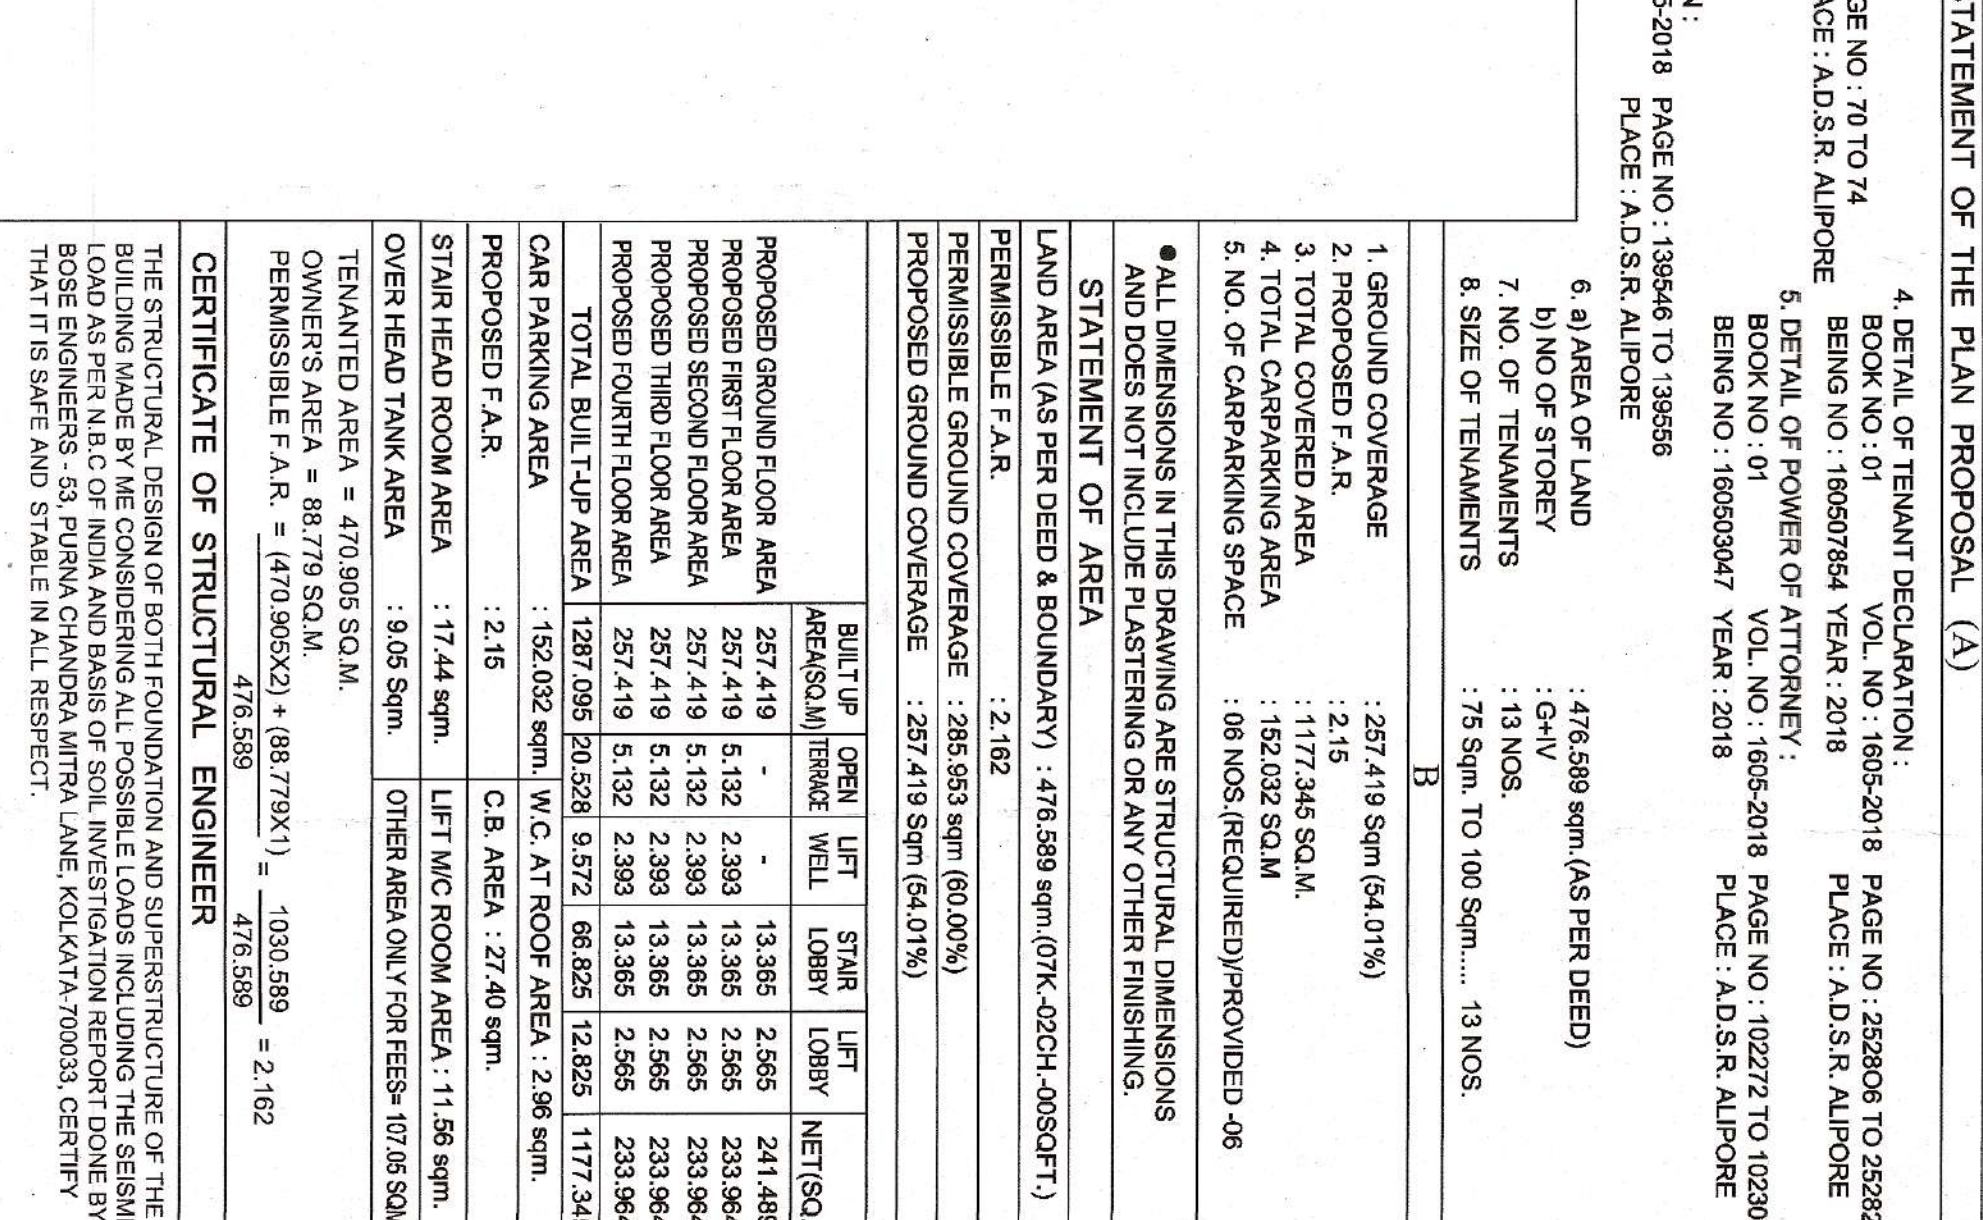 STATEMENT OF THE PLAN PROPOSAL (A)
4. DETAIL OF TENANT DECLARATION :
BOOK NO : 01 VOL. NO : 1605-2018 PAGE NO : 252806 TO 25282
GE NO : 70 TO 74 BEING NO : 160507854 YEAR : 2018 PLACE : A.D.S.R. ALIPORE
ACE : A.D.S.R. ALIPORE
5. DETAIL OF POWER OF ATTORNEY :
BOOK NO : 01 VOL. NO : 1605-2018 PAGE NO : 102272 TO 10230
BEING NO : 160503047 YEAR : 2018 PLACE : A.D.S.R. ALIPORE
N :
5-2018 PAGE NO : 139546 TO 139556
PLACE : A.D.S.R. ALIPORE
6. a) AREA OF LAND : 476.589 sqm.(AS PER DEED)
b) NO OF STOREY : G+IV
7. NO. OF TENAMENTS : 13 NOS.
8. SIZE OF TENAMENTS : 75 Sqm. TO 100 Sqm..... 13 NOS.
B
1. GROUND COVERAGE : 257.419 Sqm (54.01%)
2. PROPOSED F.A.R. : 2.15
3. TOTAL COVERED AREA : 1177.345 SQ.M.
4. TOTAL CARPARKING AREA : 152.032 SQ.M
5. NO. OF CARPARKING SPACE : 06 NOS.(REQUIRED)/PROVIDED -06
● ALL DIMENSIONS IN THIS DRAWING ARE STRUCTURAL DIMENSIONS
AND DOES NOT INCLUDE PLASTERING OR ANY OTHER FINISHING.
STATEMENT OF AREA
LAND AREA (AS PER DEED & BOUNDARY) : 476.589 sqm.(07K.-02CH.-00SQFT.)
PERMISSIBLE F.A.R. : 2.162
PERMISSIBLE GROUND COVERAGE : 285.953 sqm (60.00%)
PROPOSED GROUND COVERAGE : 257.419 Sqm (54.01%)
BUILT UP AREA(SQ.M) OPEN TERRACE LIFT WELL STAIR LOBBY LIFT LOBBY NET(SQ.
PROPOSED GROUND FLOOR AREA 257.419 - - 13.365 2.565 241.489
PROPOSED FIRST FLOOR AREA 257.419 5.132 2.393 13.365 2.565 233.964
PROPOSED SECOND FLOOR AREA 257.419 5.132 2.393 13.365 2.565 233.964
PROPOSED THIRD FLOOR AREA 257.419 5.132 2.393 13.365 2.565 233.964
PROPOSED FOURTH FLOOR AREA 257.419 5.132 2.393 13.365 2.565 233.964
TOTAL BUILT-UP AREA 1287.095 20.528 9.572 66.825 12.825 1177.34
CAR PARKING AREA : 152.032 sqm. W.C. AT ROOF AREA : 2.96 sqm.
PROPOSED F.A.R. : 2.15 C.B. AREA : 27.40 sqm.
STAIR HEAD ROOM AREA : 17.44 sqm. LIFT M/C ROOM AREA : 11.56 sqm.
OVER HEAD TANK AREA : 9.05 Sqm. OTHER AREA ONLY FOR FEES= 107.05 SQM
TENANTED AREA = 470.905 SQ.M.
OWNER'S AREA = 88.779 SQ.M.
PERMISSIBLE F.A.R. = (470.905X2) + (88.779X1) = 1030.589 = 2.162
476.589 476.589
CERTIFICATE OF STRUCTURAL ENGINEER
THE STRUCTURAL DESIGN OF BOTH FOUNDATION AND SUPERSTRUCTURE OF THE
BUILDING MADE BY ME CONSIDERING ALL POSSIBLE LOADS INCLUDING THE SEISMI
LOAD AS PER N.B.C OF INDIA AND BASIS OF SOIL INVESTIGATION REPORT DONE BY
BOSE ENGINEERS - 53, PURNA CHANDRA MITRA LANE, KOLKATA-700033, CERTIFY
THAT IT IS SAFE AND STABLE IN ALL RESPECT.